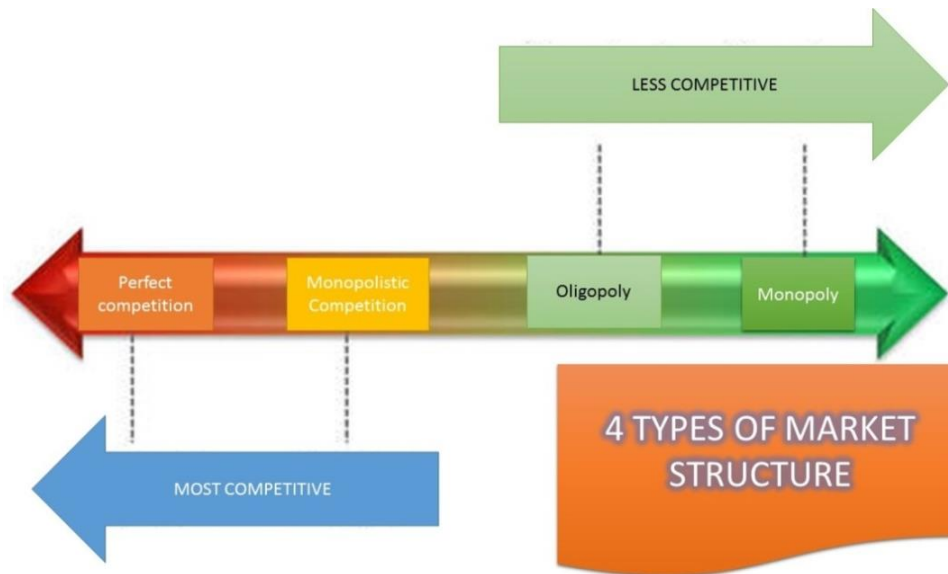 LESS COMPETITIVE
Perfect
competition
Monopolistic
Competition
Oligopoly
Monopoly
4 TYPES OF MARKET
STRUCTURE
MOST COMPETITIVE